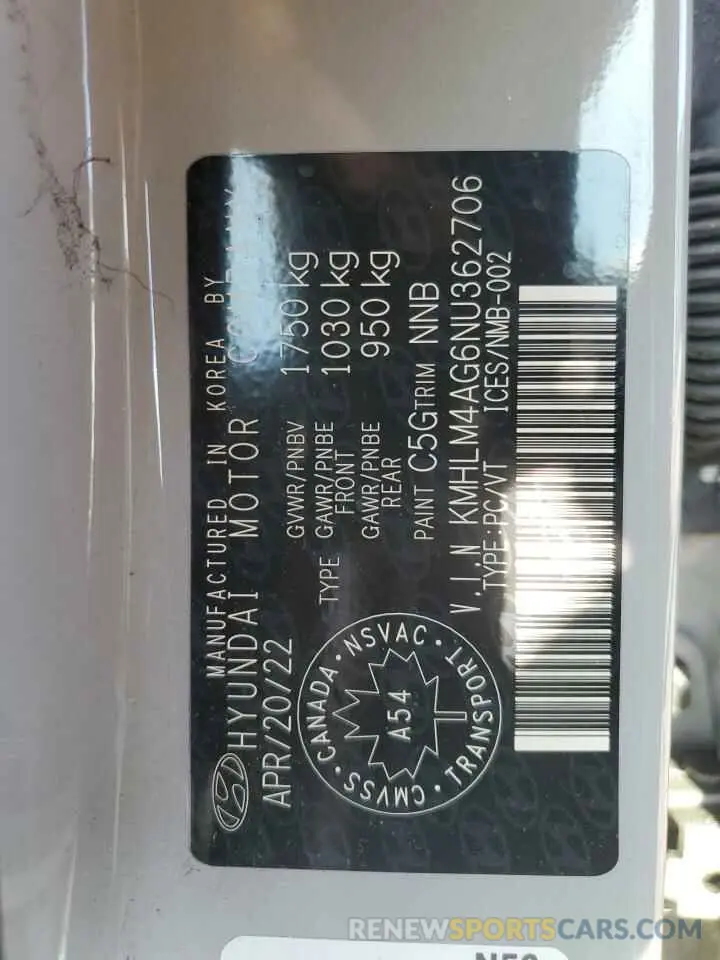 MANUFACTURED IN KOREA BY
HYUNDAI MOTOR COMPANY
APR/20/22
GVWR/PNBV 1750 kg
TYPE GAWR/PNBE FRONT 1030 kg
GAWR/PNBE REAR 950 kg
PAINT C5G TRIM NNB
V.I.N KMHLM4AG6NU362706
TYPE:PC/VT ICES/NMB-002
CANADA · NSVAC · TRANSPORT · CMVSS ·
A54
RENEWSPORTSCARS.COM